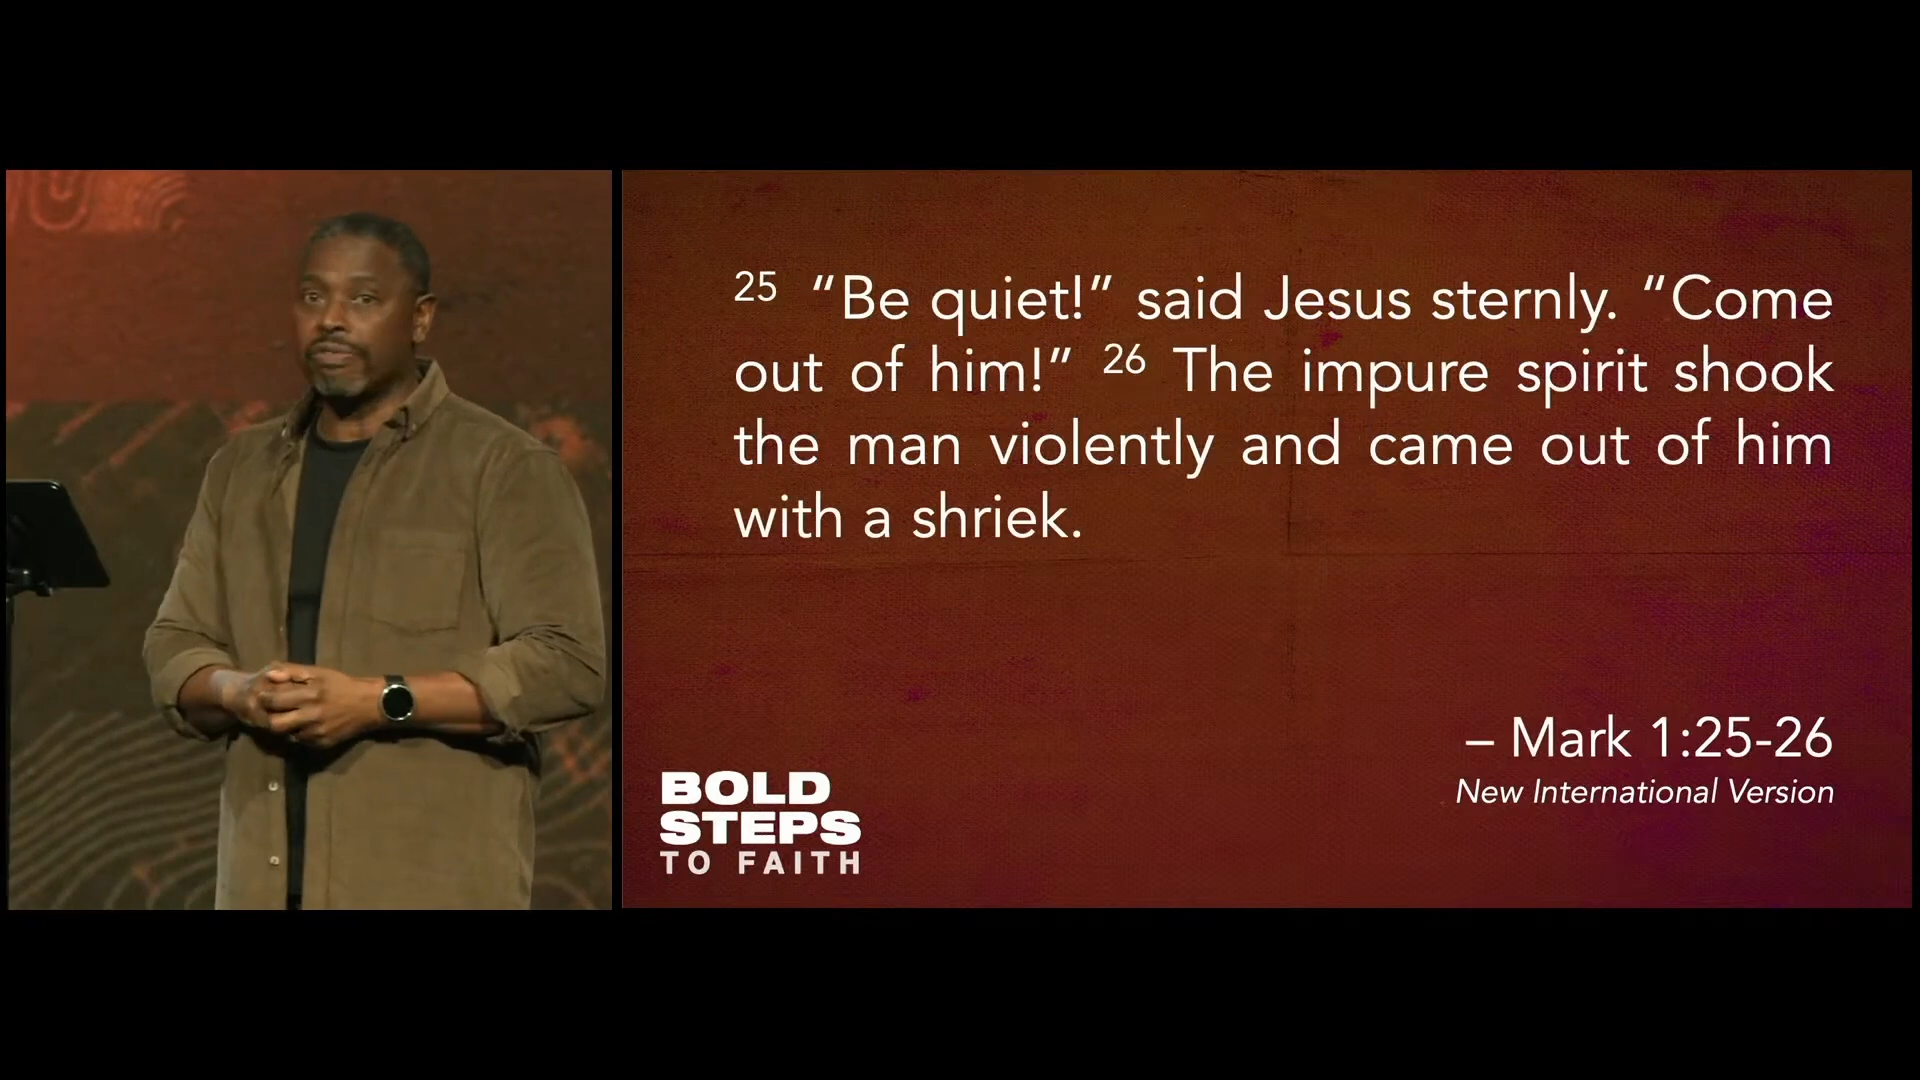 25 “Be quiet!” said Jesus sternly. “Come
out of him!” 26 The impure spirit shook
the man violently and came out of him
with a shriek.
– Mark 1:25-26
New International Version
BOLD
STEPS
TO FAITH